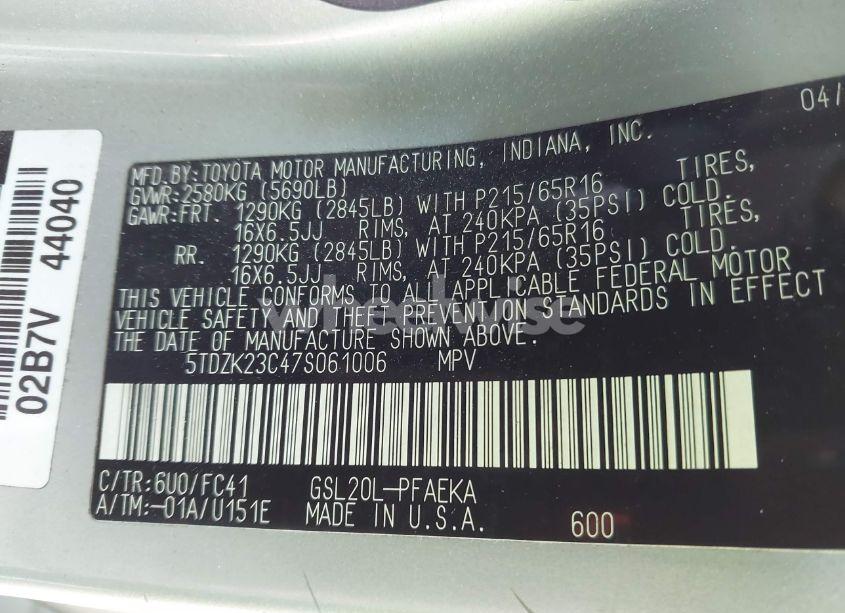 04/
MFD.BY:TOYOTA MOTOR MANUFACTURING, INDIANA, INC.
GVWR:2580KG (5690LB)
GAWR:FRT. 1290KG (2845LB) WITH P215/65R16 TIRES,
16X6.5JJ RIMS, AT 240KPA (35PSI) COLD.
RR. 1290KG (2845LB) WITH P215/65R16 TIRES,
16X6.5JJ RIMS, AT 240KPA (35PSI) COLD.
THIS VEHICLE CONFORMS TO ALL APPLICABLE FEDERAL MOTOR
VEHICLE SAFETY AND THEFT PREVENTION STANDARDS IN EFFECT
THE DATE OF MANUFACTURE SHOWN ABOVE.
5TDZK23C47S061006 MPV
C/TR:6U0/FC41 GSL20L-PFAEKA
A/TM:-01A/U151E MADE IN U.S.A. 600
02B7V 44040
wheelwise